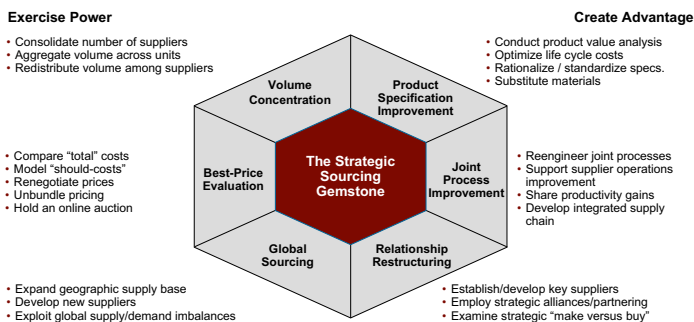 Exercise Power
Create Advantage
• Consolidate number of suppliers
• Aggregate volume across units
• Redistribute volume among suppliers
• Conduct product value analysis
• Optimize life cycle costs
• Rationalize / standardize specs.
• Substitute materials
Volume
Concentration
Product
Specification
Improvement
• Compare “total” costs
• Model “should-costs”
• Renegotiate prices
• Unbundle pricing
• Hold an online auction
Best-Price
Evaluation
The Strategic
Sourcing
Gemstone
Joint
Process
Improvement
• Reengineer joint processes
• Support supplier operations
improvement
• Share productivity gains
• Develop integrated supply
chain
Global
Sourcing
Relationship
Restructuring
• Expand geographic supply base
• Develop new suppliers
• Exploit global supply/demand imbalances
• Establish/develop key suppliers
• Employ strategic alliances/partnering
• Examine strategic “make versus buy”